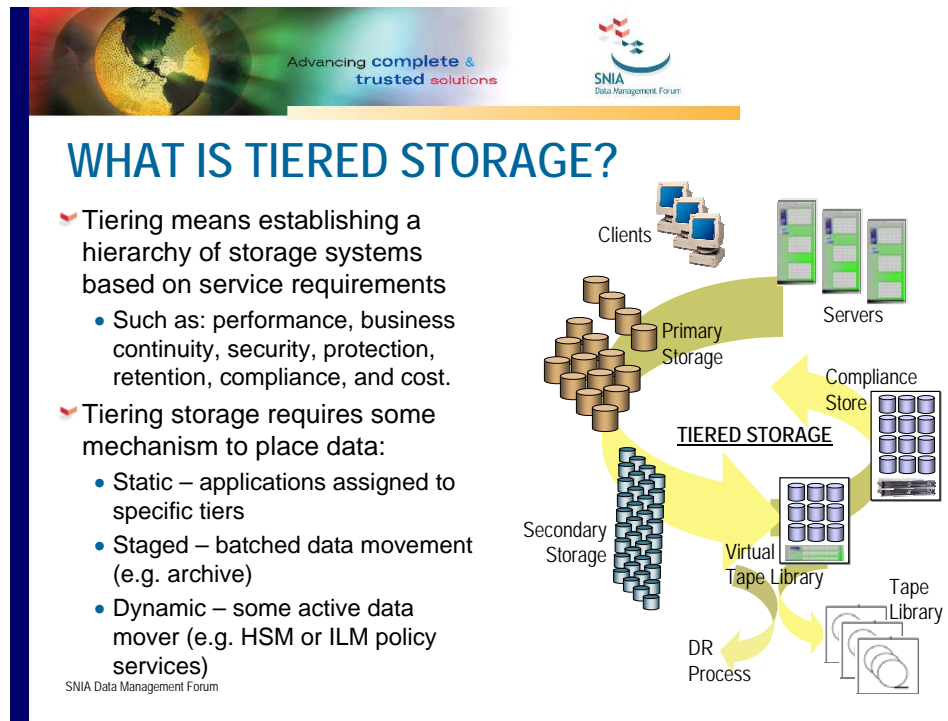 Advancing complete &
trusted solutions
SNIA
Data Management Forum
WHAT IS TIERED STORAGE?
Tiering means establishing a
hierarchy of storage systems
based on service requirements
• Such as: performance, business
continuity, security, protection,
retention, compliance, and cost.
Tiering storage requires some
mechanism to place data:
• Static – applications assigned to
specific tiers
• Staged – batched data movement
(e.g. archive)
• Dynamic – some active data
mover (e.g. HSM or ILM policy
services)
Clients
Servers
Primary
Storage
Compliance
Store
TIERED STORAGE
Secondary
Storage
Virtual
Tape Library
Tape
Library
DR
Process
SNIA Data Management Forum